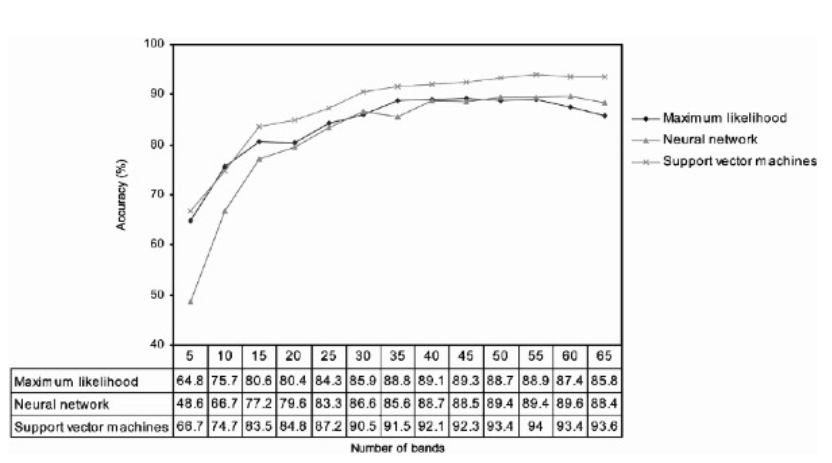 100
90
80
70
60
50
40
Accuracy (%)
Maximum likelihood
Neural network
Support vector machines
5 10 15 20 25 30 35 40 45 50 55 60 65
Maximum likelihood 64.8 75.7 80.6 80.4 84.3 85.9 88.8 89.1 89.3 88.7 88.9 87.4 85.8
Neural network 48.6 66.7 77.2 79.6 83.3 86.6 85.6 88.7 88.5 89.4 89.4 89.6 88.4
Support vector machines 66.7 74.7 83.5 84.8 87.2 90.5 91.5 92.1 92.3 93.4 94 93.4 93.6
Number of bands